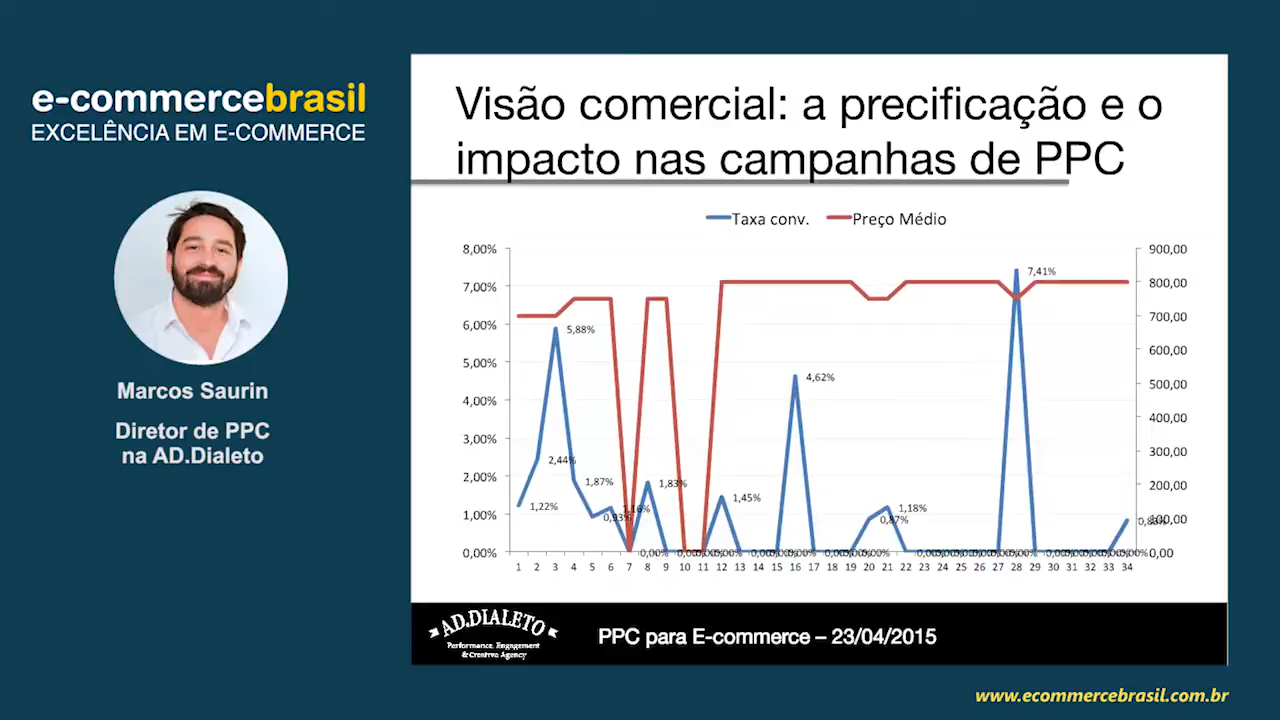 e-commercebrasil
EXCELÊNCIA EM E-COMMERCE
Marcos Saurin
Diretor de PPC
na AD.Dialeto
Visão comercial: a precificação e o
impacto nas campanhas de PPC
Taxa conv. Preço Médio
8,00%
7,00%
6,00%
5,00%
4,00%
3,00%
2,00%
1,00%
0,00%
900,00
800,00
700,00
600,00
500,00
400,00
300,00
200,00
100,00
0,00
1,22%
2,44%
5,88%
1,87%
0,93%
1,16%
0,00%
1,83%
1,45%
4,62%
0,87%
1,18%
7,41%
1 2 3 4 5 6 7 8 9 10 11 12 13 14 15 16 17 18 19 20 21 22 23 24 25 26 27 28 29 30 31 32 33 34
AD.DIALETO
Performance, Engagement
& Creative Agency
PPC para E-commerce – 23/04/2015
www.ecommercebrasil.com.br